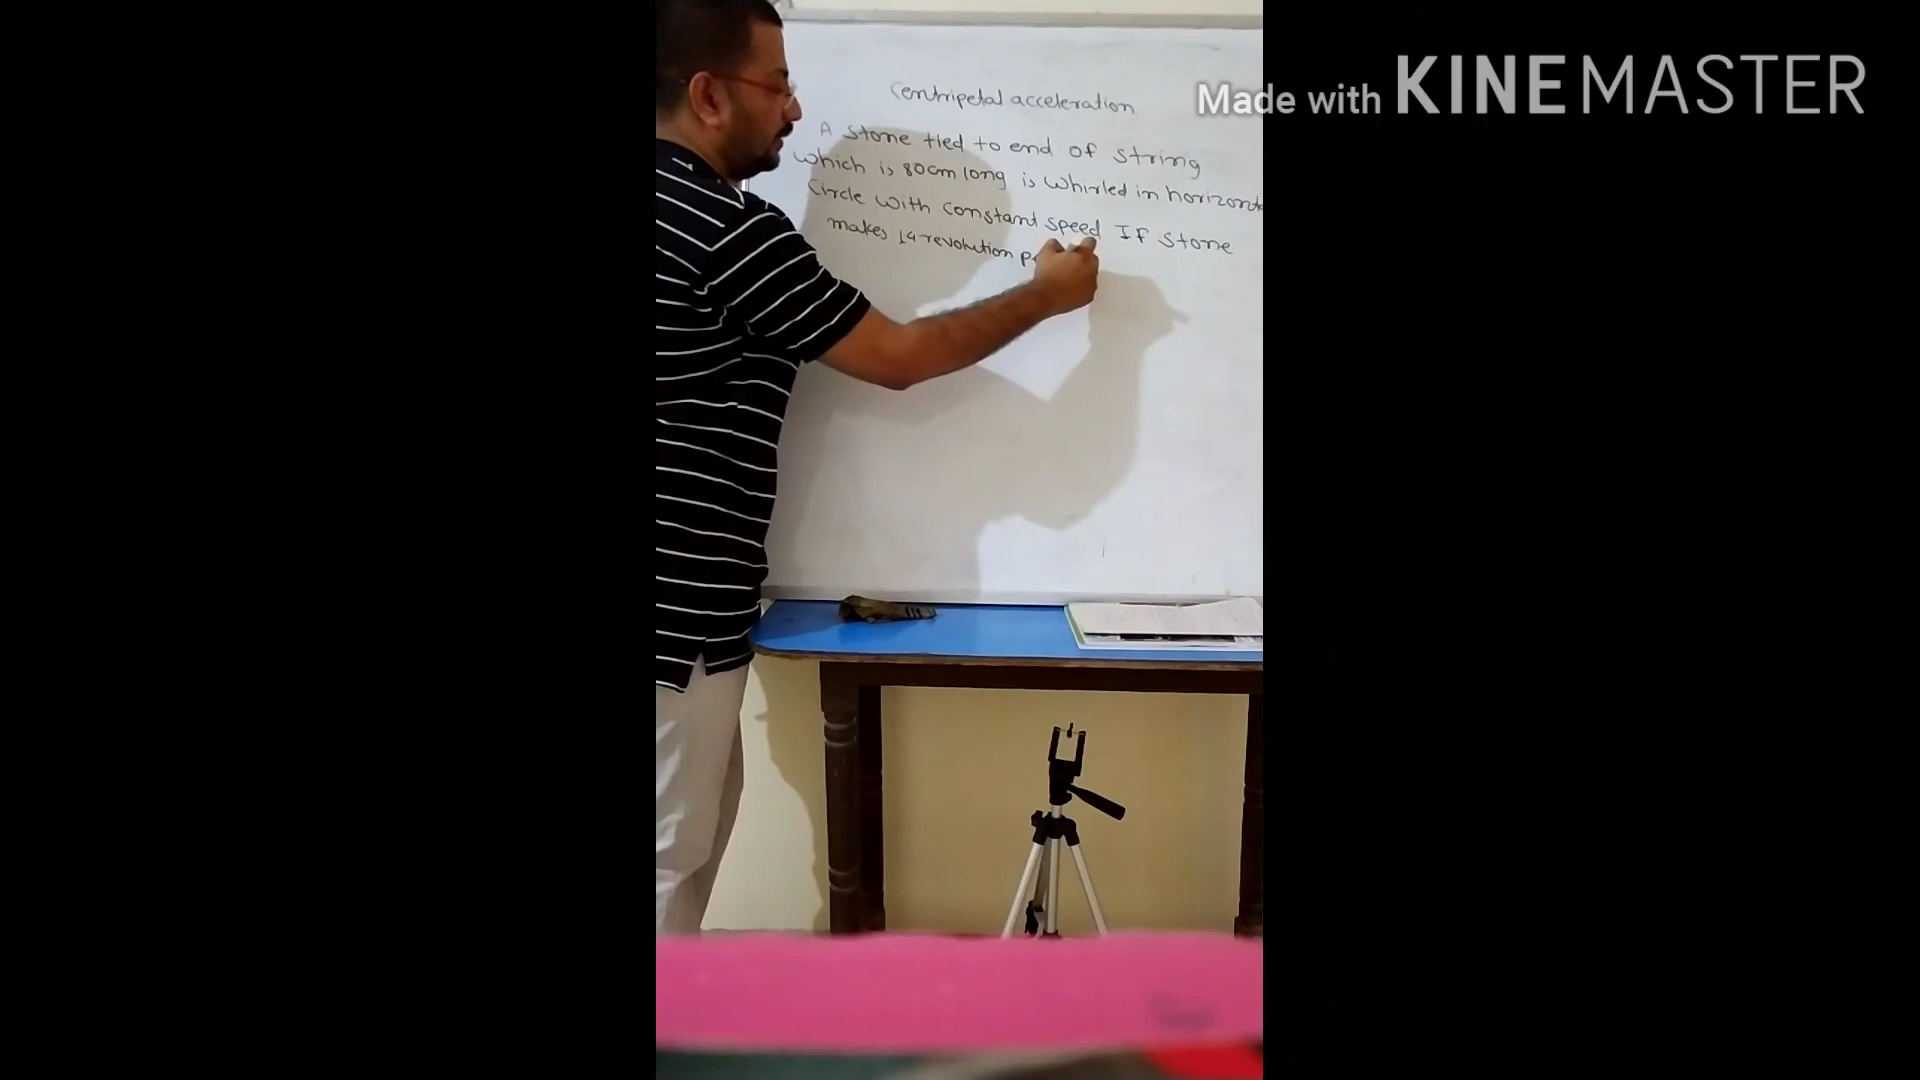 Made with KINEMASTER
Centripetal acceleration
A stone tied to end of string
which is 80cm long is whirled in
Circle with constant speed IF stone
makes 14 revolution